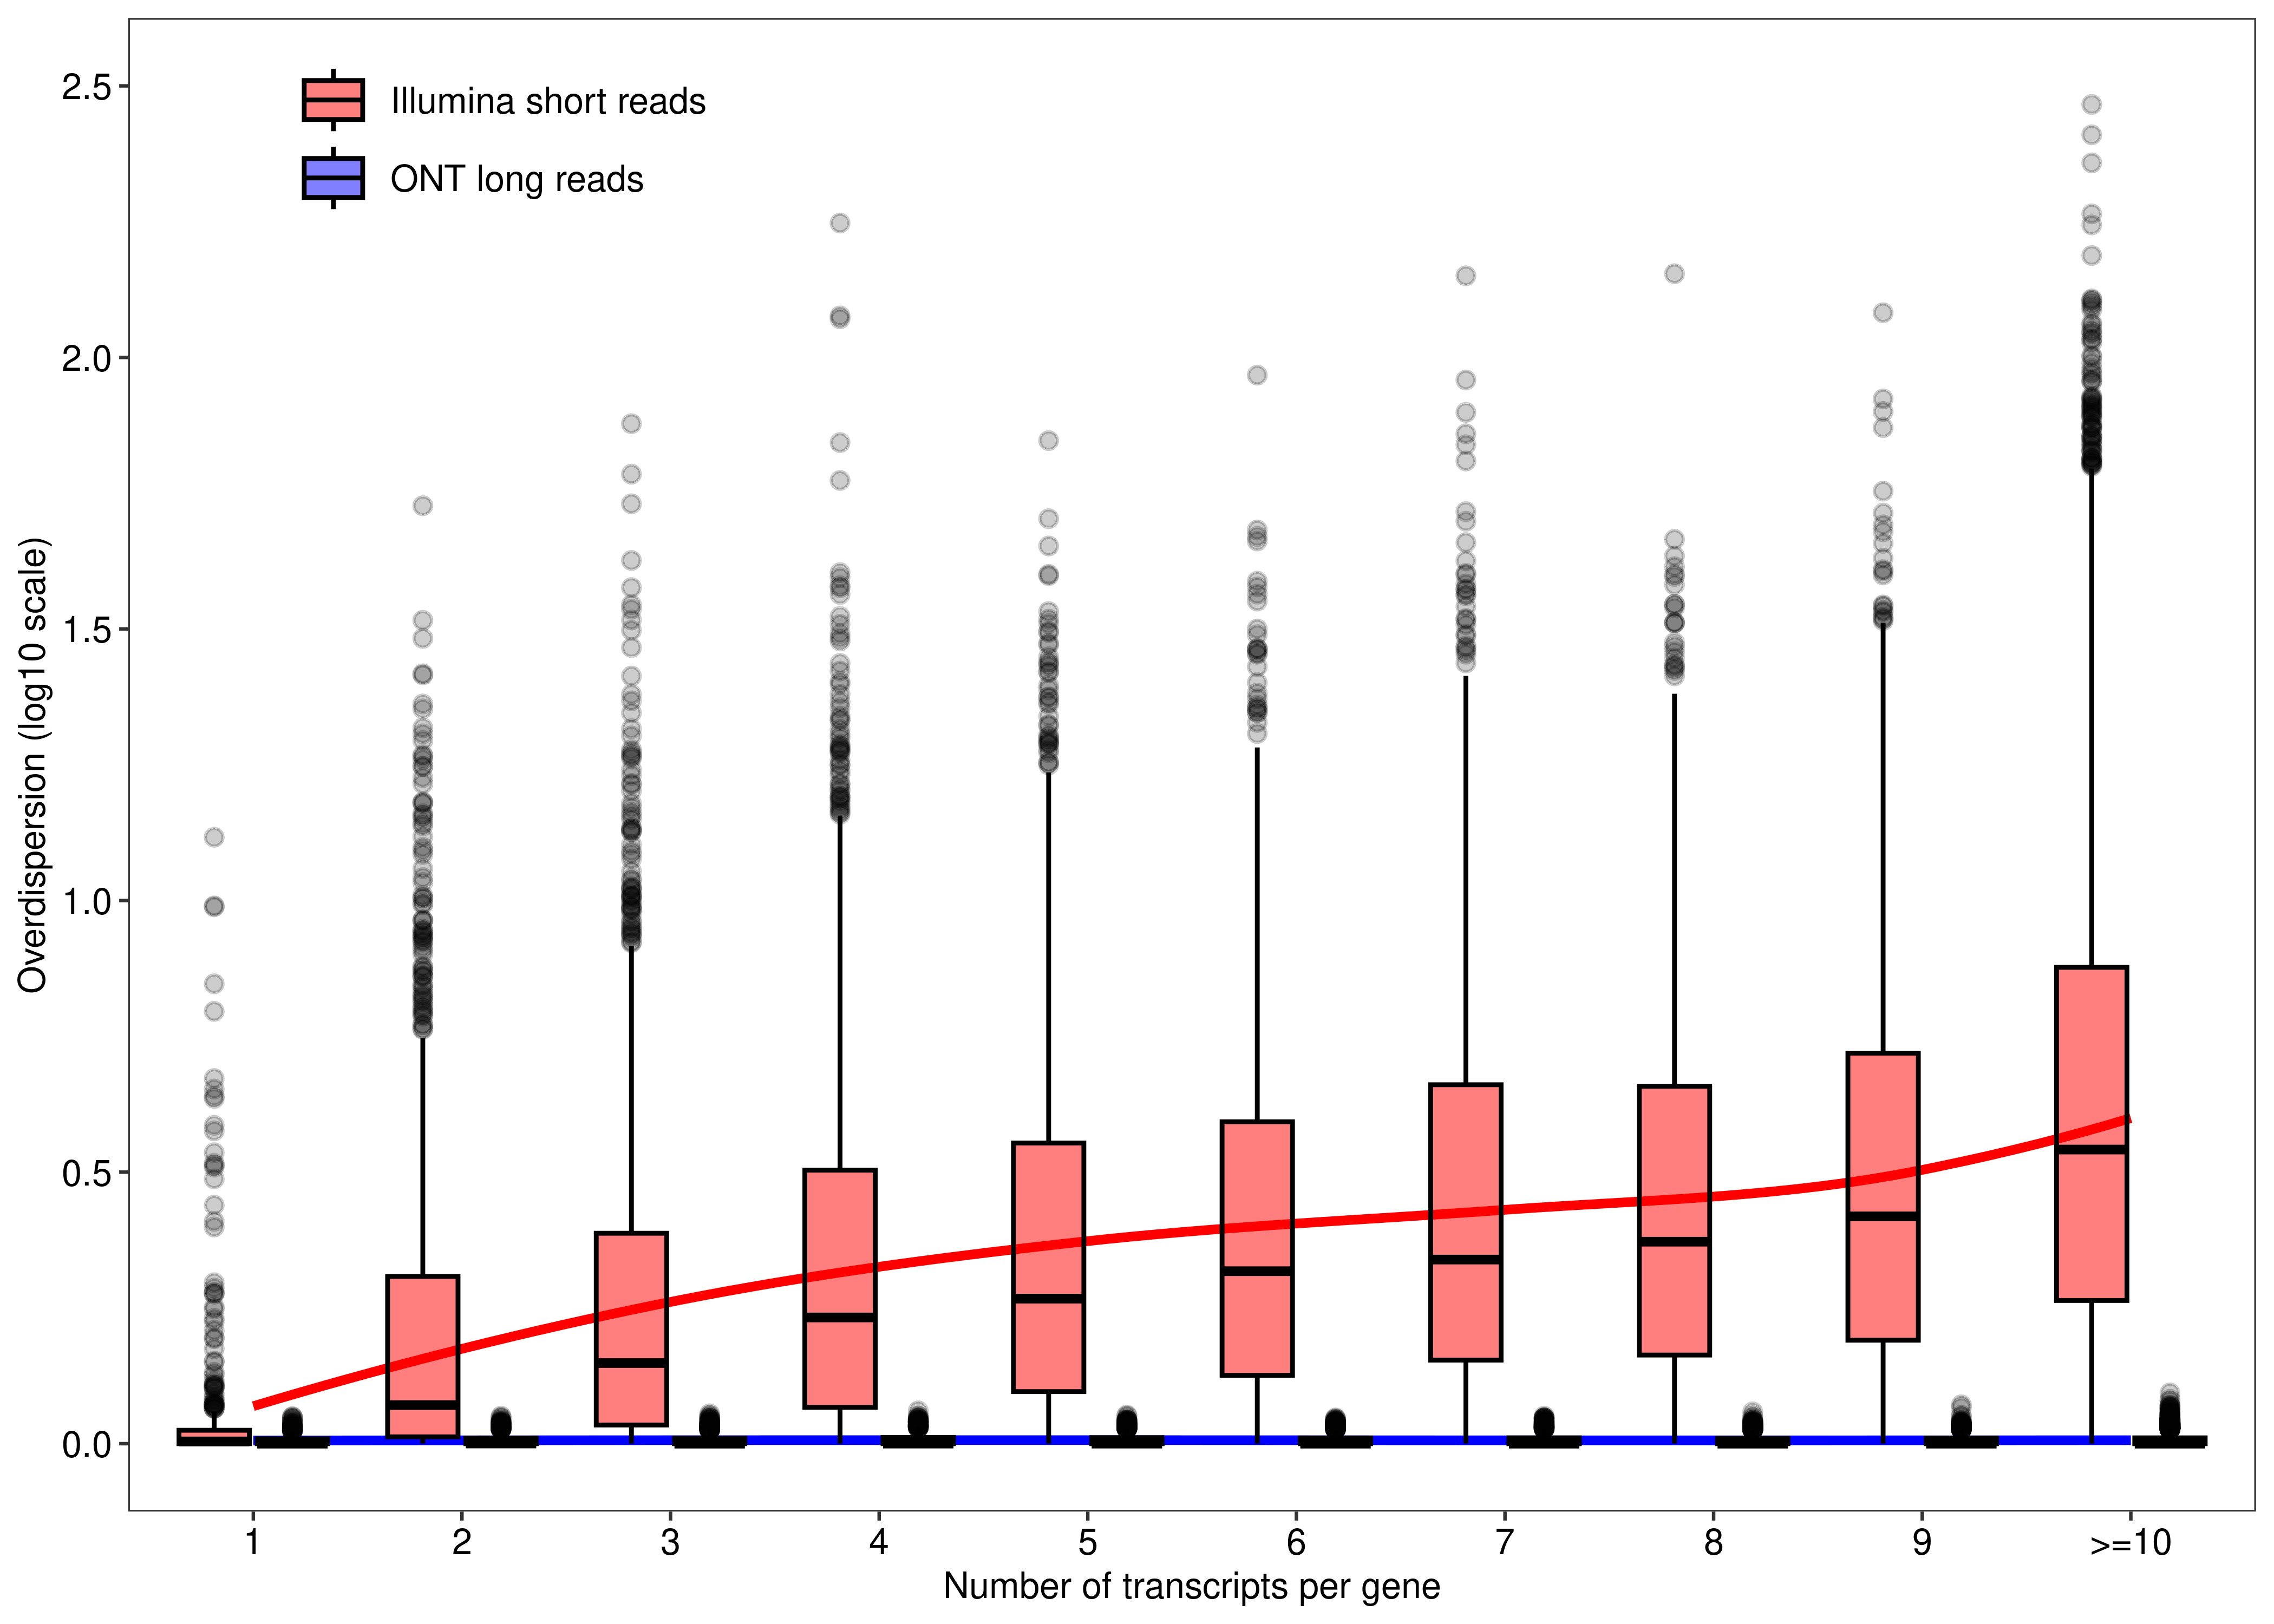 Illumina short reads
ONT long reads
Overdispersion (log10 scale)
2.5
2.0
1.5
1.0
0.5
0.0
1 2 3 4 5 6 7 8 9 >=10
Number of transcripts per gene